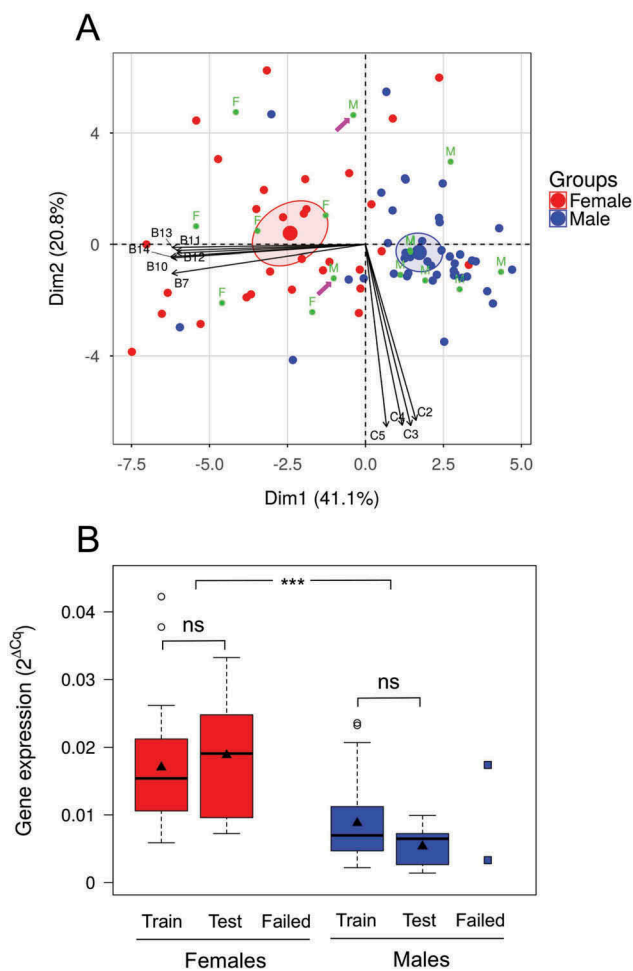 A
Dim2 (20.8%)
4
0
-4
F
M
M
F
F
F
B13
B11
B14
B12
B10
B7
M
M
M
M
M
M
F
F
C4
C2
C5
C3
-7.5
-5.0
-2.5
0.0
2.5
5.0
Dim1 (41.1%)
Groups
Female
Male
B
Gene expression (2^ΔCq)
0.04
0.03
0.02
0.01
0
***
ns
ns
Train
Test
Failed
Train
Test
Failed
Females
Males